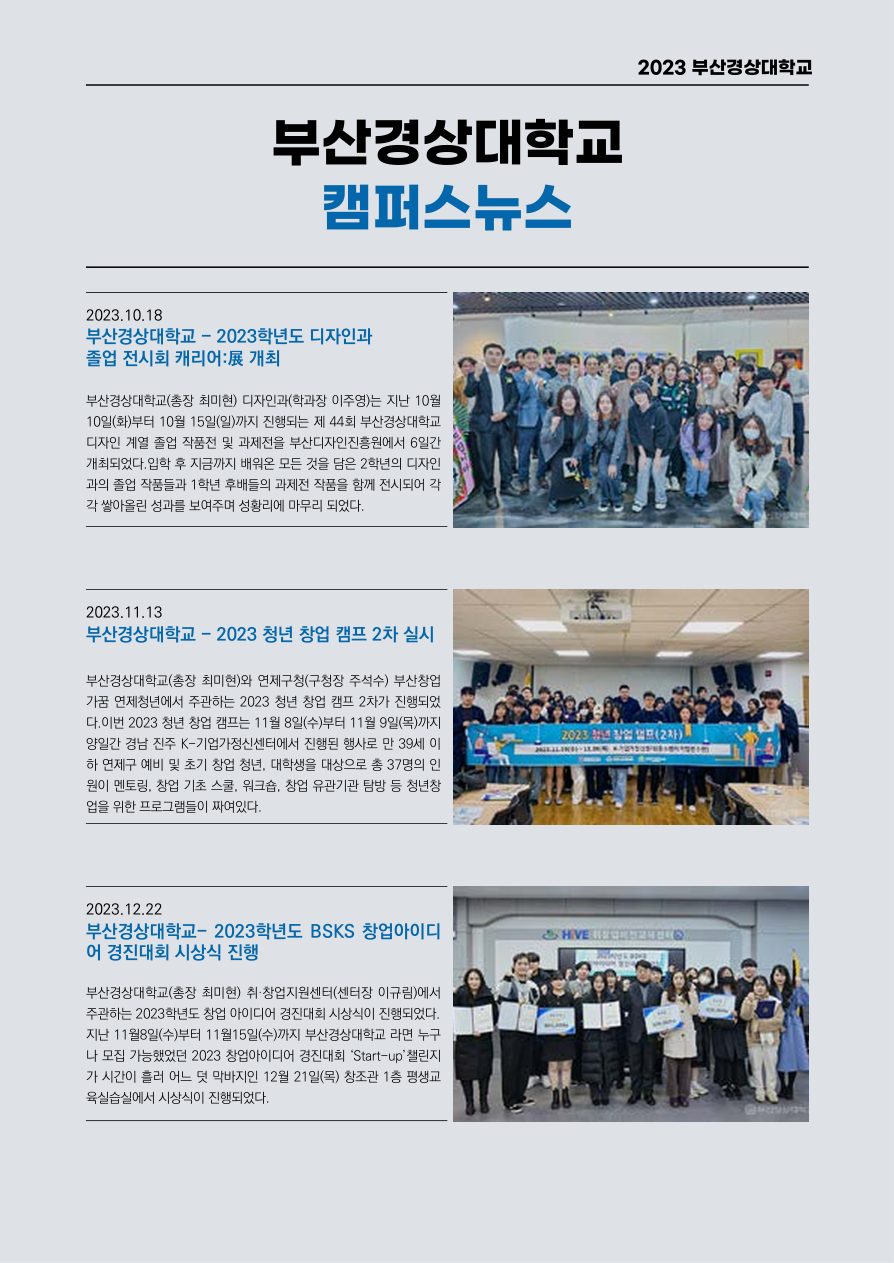 2023 부산경상대학교
부산경상대학교
캠퍼스뉴스
2023.10.18
부산경상대학교 - 2023학년도 디자인과
졸업 전시회 캐리어:展 개최
부산경상대학교(총장 최미현) 디자인과(학과장 이주영)는 지난 10월
10일(화)부터 10월 15일(일)까지 진행되는 제 44회 부산경상대학교
디자인 계열 졸업 작품전 및 과제전을 부산디자인진흥원에서 6일간
개최되었다.입학 후 지금까지 배워온 모든 것을 담은 2학년의 디자인
과의 졸업 작품들과 1학년 후배들의 과제전 작품을 함께 전시되어 각
각 쌓아올린 성과를 보여주며 성황리에 마무리 되었다.
2023.11.13
부산경상대학교 - 2023 청년 창업 캠프 2차 실시
부산경상대학교(총장 최미현)와 연제구청(구청장 주석수) 부산창업
가꿈 연제청년에서 주관하는 2023 청년 창업 캠프 2차가 진행되었
다.이번 2023 청년 창업 캠프는 11월 8일(수)부터 11월 9일(목)까지
양일간 경남 진주 K-기업가정신센터에서 진행된 행사로 만 39세 이
하 연제구 예비 및 초기 창업 청년, 대학생을 대상으로 총 37명의 인
원이 멘토링, 창업 기초 스쿨, 워크숍, 창업 유관기관 탐방 등 청년창
업을 위한 프로그램들이 짜여있다.
2023 청년 창업 캠프(2차)
2023.12.22
부산경상대학교- 2023학년도 BSKS 창업아이디
어 경진대회 시상식 진행
부산경상대학교(총장 최미현) 취·창업지원센터(센터장 이규림)에서
주관하는 2023학년도 창업 아이디어 경진대회 시상식이 진행되었다.
지난 11월8일(수)부터 11월15일(수)까지 부산경상대학교 라면 누구
나 모집 가능했었던 2023 창업아이디어 경진대회 ‘Start-up’챌린지
가 시간이 흘러 어느 덧 막바지인 12월 21일(목) 창조관 1층 평생교
육실습실에서 시상식이 진행되었다.
HiVE